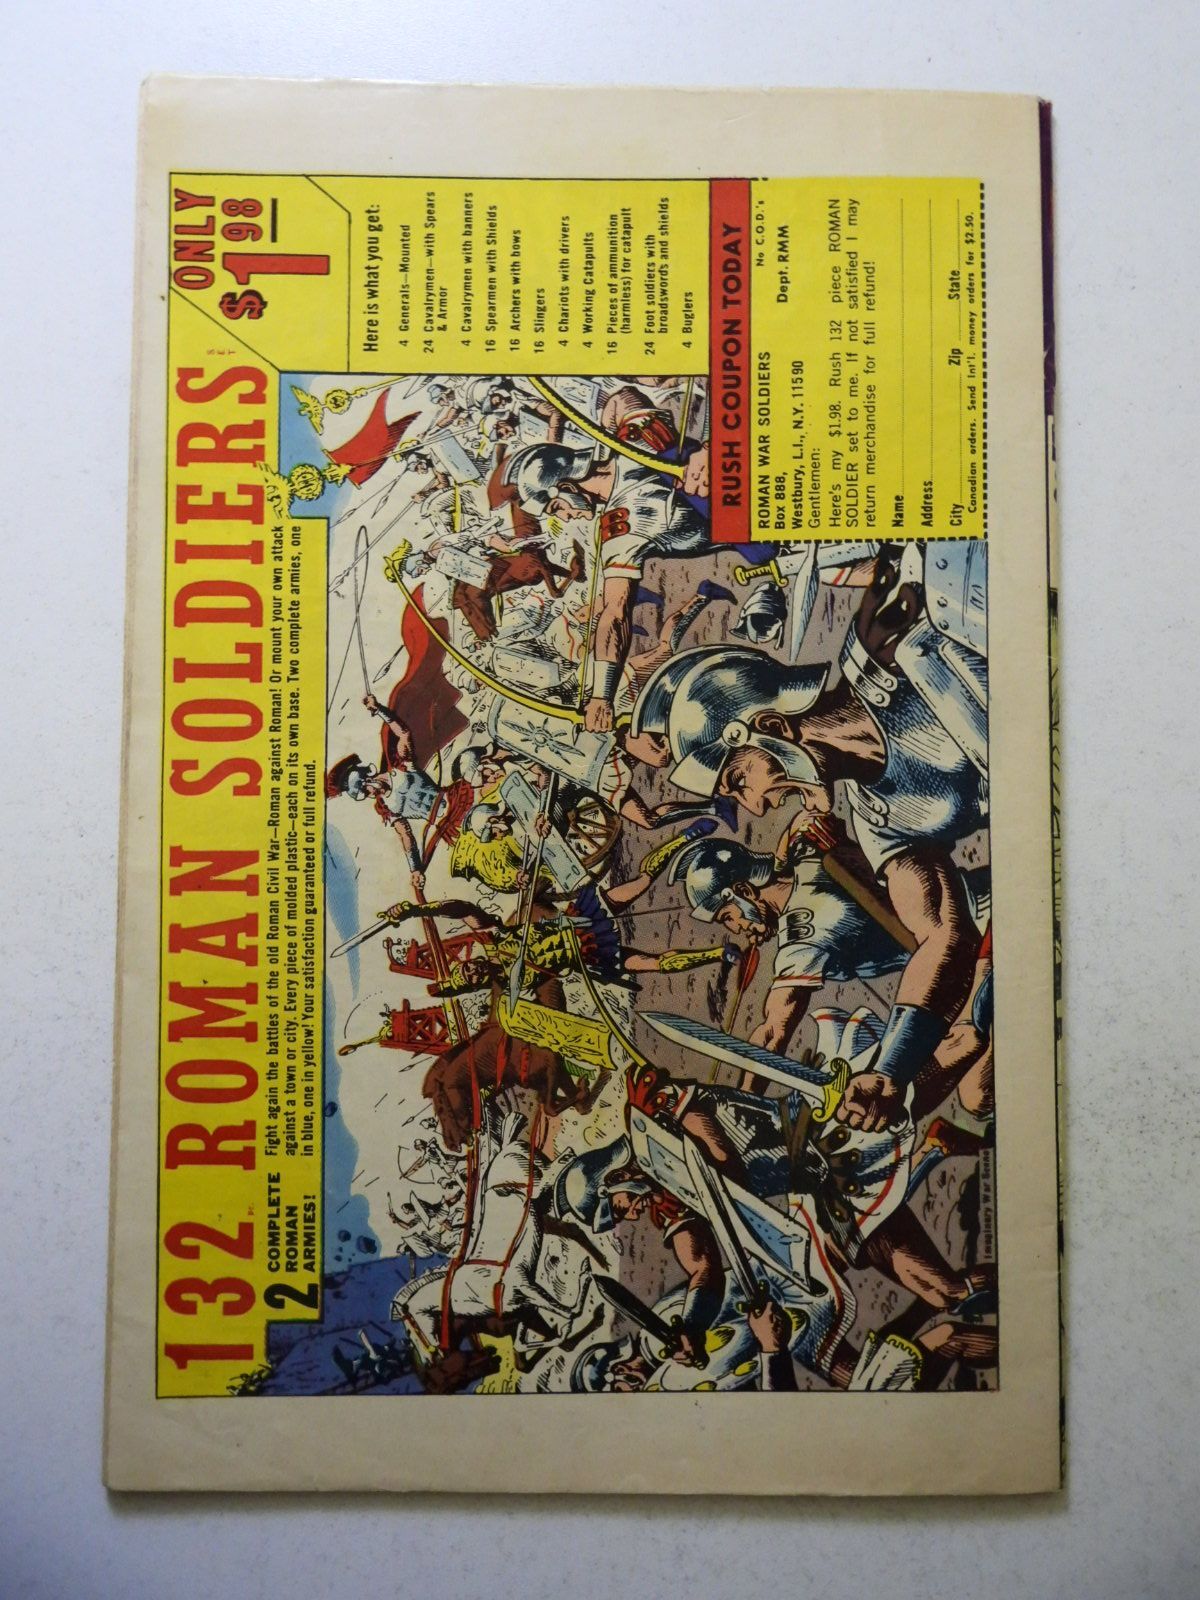 132 PC. ROMAN SOLDIERS SET
ONLY
$1.98
2 COMPLETE
ROMAN
ARMIES!
Fight again the battles of the old Roman Civil War—Roman against Roman! Or mount your own attack
against a town or city. Every piece of molded plastic—each on its own base. Two complete armies, one
in blue, one in yellow! Your satisfaction guaranteed or full refund.
Here is what you get:
4 Generals—Mounted
24 Cavalrymen—with Spears
& Armor
4 Cavalrymen with banners
16 Spearmen with Shields
16 Archers with bows
16 Slingers
4 Chariots with drivers
4 Working Catapults
16 Pieces of ammunition
(harmless) for catapult
24 Foot soldiers with
broadswords and shields
4 Buglers
RUSH COUPON TODAY
No C.O.D.'s
ROMAN WAR SOLDIERS
Box 888, Dept. RMM
Westbury, L.I., N.Y. 11590
Gentlemen:
Here's my $1.98. Rush 132 piece ROMAN
SOLDIER set to me. If not satisfied I may
return merchandise for full refund!
Name
Address
City Zip State
Canadian orders. Send Int'l. money orders for $2.50.
Imaginary War Scene